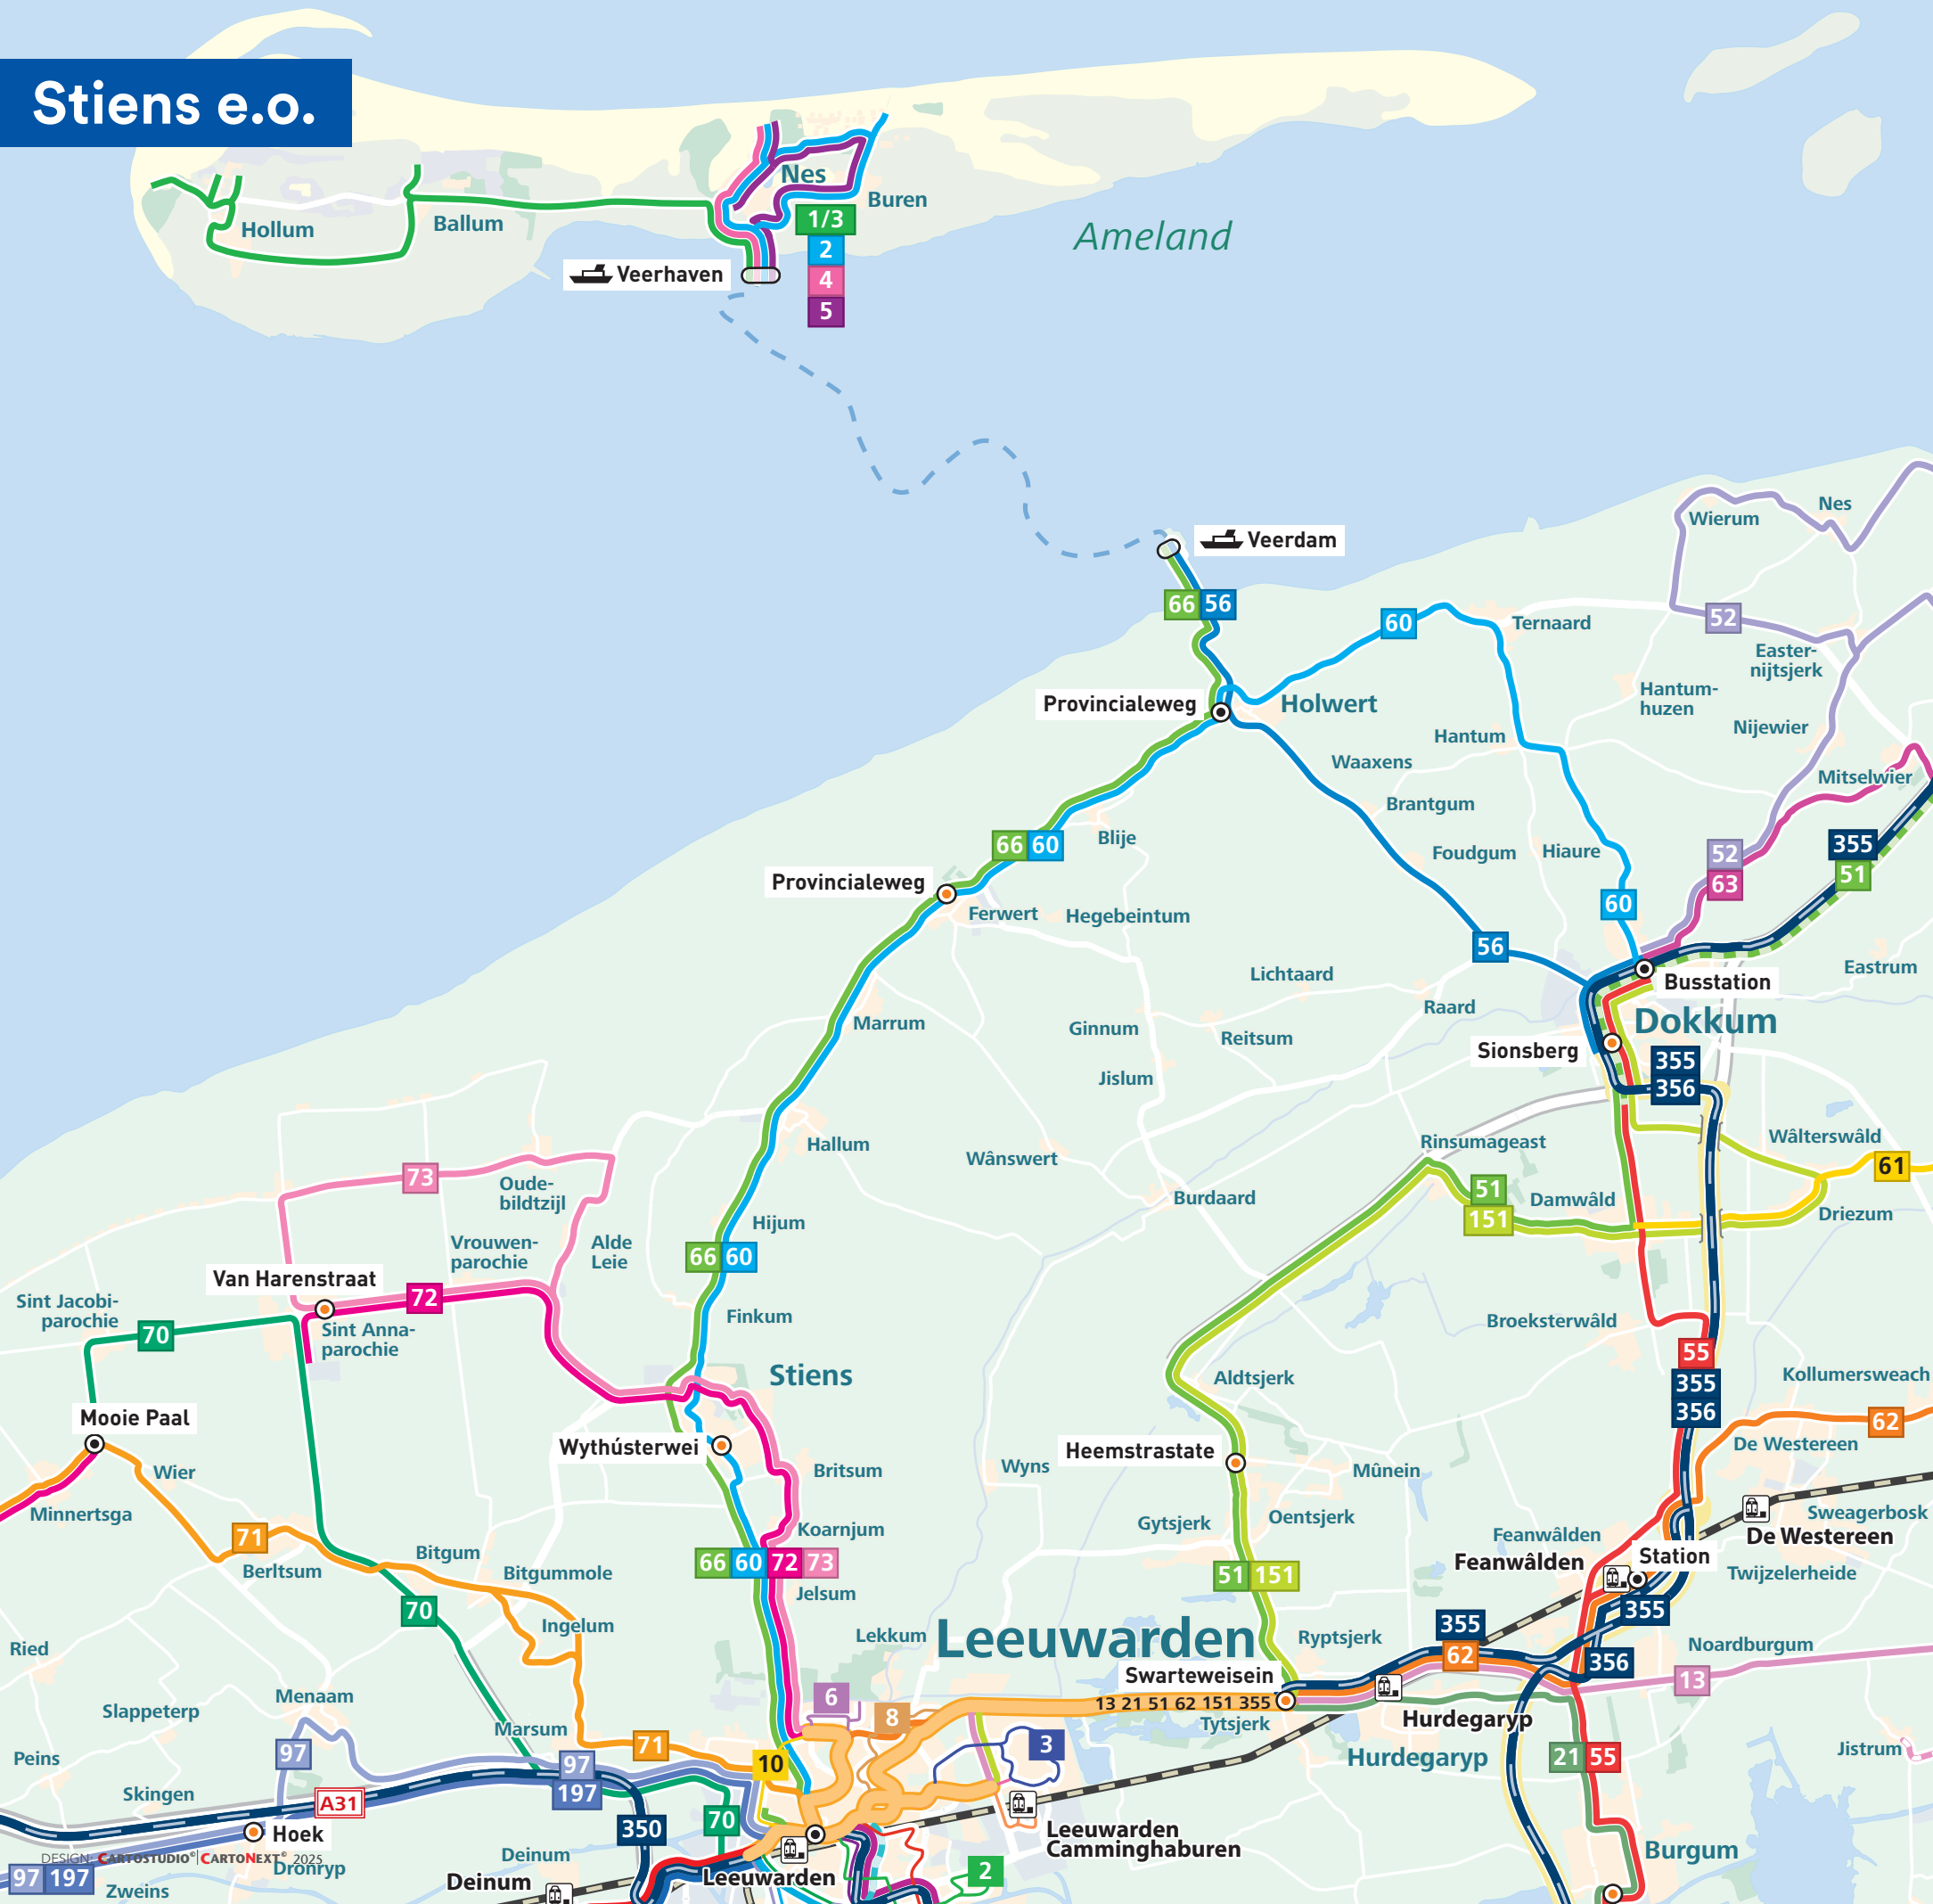 Stiens e.o.
Nes
Buren
Hollum
Ballum
1/3
2
4
5
Ameland
Veerhaven
Veerdam
66 56
Wierum
Nes
52
60
Ternaard
Easter-
nijtsjerk
Hantum-
huzen
Provincialeweg
Holwert
Nijewier
Hantum
Waaxens
Mitselwier
Brantgum
Blije
66 60
Foudgum
Hiaure
52
63
355
51
Provincialeweg
Ferwert
Hegebeintum
60
56
Lichtaard
Eastrum
Busstation
Raard
Dokkum
Marrum
Ginnum
Reitsum
Sionsberg
355
356
Jislum
Hallum
Wânswert
Rinsumageast
Wâlterswâld
61
73
Oude-
bildtzijl
Burdaard
51
151
Damwâld
Driezum
Hijum
Vrouwen-
parochie
Alde
Leie
66 60
Van Harenstraat
72
Sint Jacobi-
parochie
70
Sint Anna-
parochie
Finkum
Broeksterwâld
55
355
356
Stiens
Aldtsjerk
Kollumersweach
62
Mooie Paal
Wythústerwei
Heemstrastate
De Westereen
Wier
Britsum
Wyns
Mûnein
Minnertsga
Koarnjum
Gytsjerk
Oentsjerk
Sweagerbosk
De Westereen
71
Feanwâlden
Station
Feanwâlden
Bitgum
Berltsum
Bitgummole
66 60 72 73
Jelsum
51 151
Twijzelerheide
70
Ingelum
355
355
Leeuwarden
Lekkum
Ryptsjerk
62
356
Noardburgum
13
Ried
Swarteweisein
13 21 51 62 151 355
Menaam
Slappeterp
6
8
Tytsjerk
Hurdegaryp
Hurdegaryp
Marsum
71
3
21 55
Jistrum
Peins
97
97
197
10
Skingen
A31
Hoek
350
70
Leeuwarden
Camminghaburen
Burgum
DESIGN: CARTOSTUDIO© CARTONEXT© 2025
Dronryp
97 197
Zweins
Deinum
Deinum
Leeuwarden
2